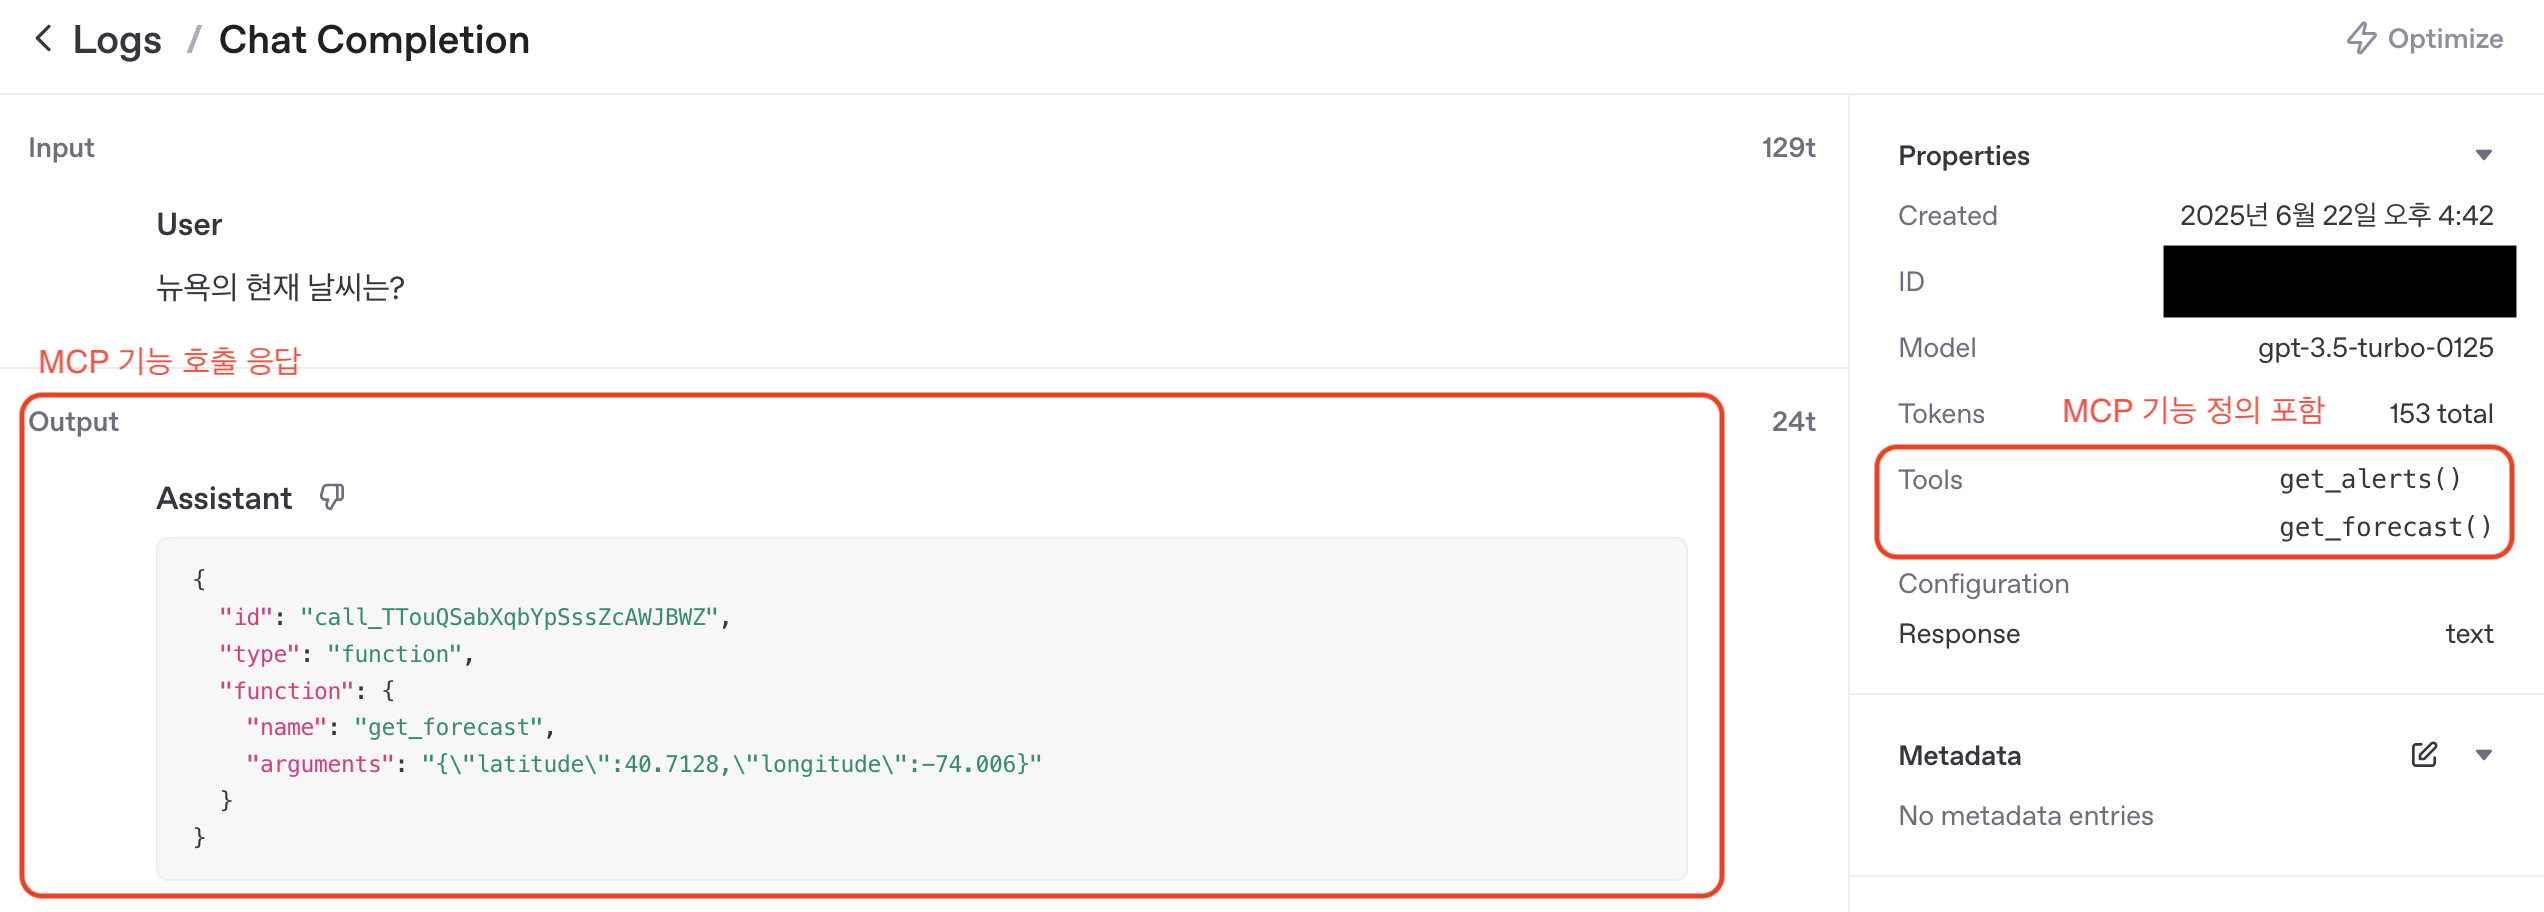 Logs / Chat Completion
Optimize
Input
129t
User
뉴욕의 현재 날씨는?
MCP 기능 호출 응답
Output
24t
Assistant
{
"id": "call_TTouQSabXqbYpSssZcAWJBWZ",
"type": "function",
"function": {
"name": "get_forecast",
"arguments": "{\"latitude\":40.7128,\"longitude\":-74.006}"
}
}
Properties
Created 2025년 6월 22일 오후 4:42
ID
Model gpt-3.5-turbo-0125
Tokens MCP 기능 정의 포함 153 total
Tools get_alerts()
get_forecast()
Configuration
Response text
Metadata
No metadata entries